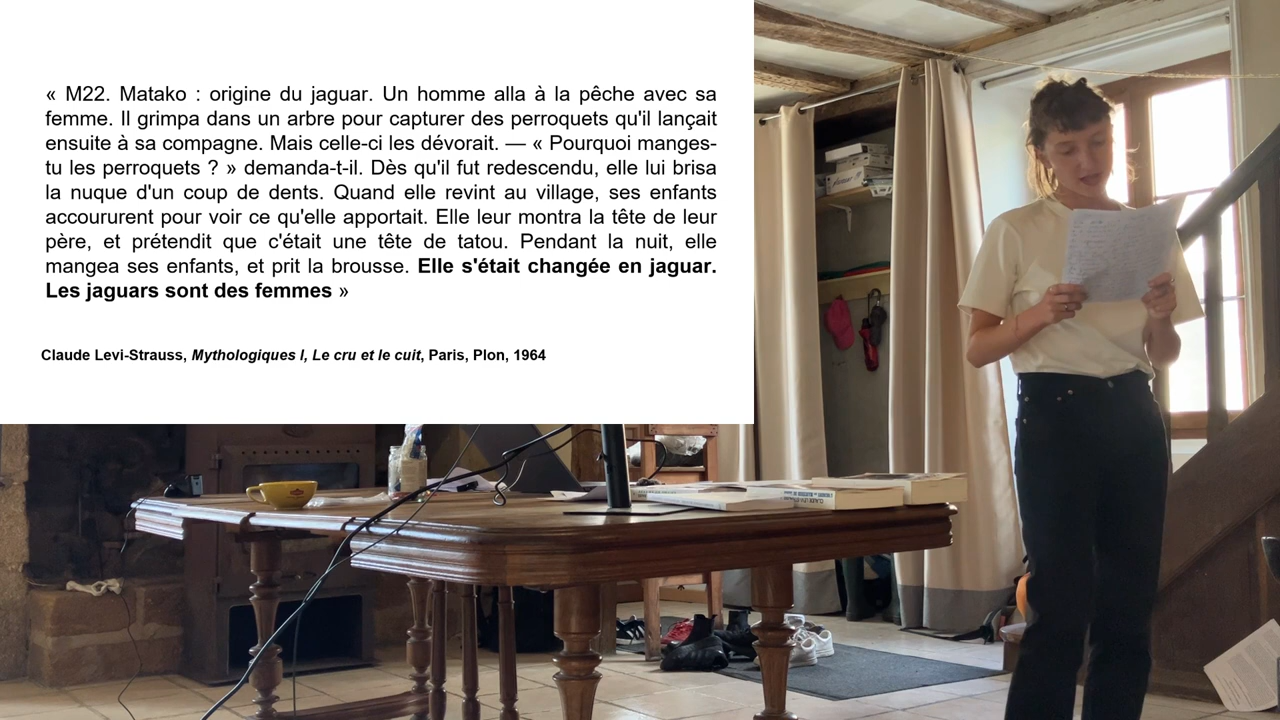 « M22. Matako : origine du jaguar. Un homme alla à la pêche avec sa
femme. Il grimpa dans un arbre pour capturer des perroquets qu'il lançait
ensuite à sa compagne. Mais celle-ci les dévorait. — « Pourquoi manges-
tu les perroquets ? » demanda-t-il. Dès qu'il fut redescendu, elle lui brisa
la nuque d'un coup de dents. Quand elle revint au village, ses enfants
accoururent pour voir ce qu'elle apportait. Elle leur montra la tête de leur
père, et prétendit que c'était une tête de tatou. Pendant la nuit, elle
mangea ses enfants, et prit la brousse. Elle s'était changée en jaguar.
Les jaguars sont des femmes »
Claude Levi-Strauss, Mythologiques I, Le cru et le cuit, Paris, Plon, 1964
CLAUDE LÉVI-STRAUSS